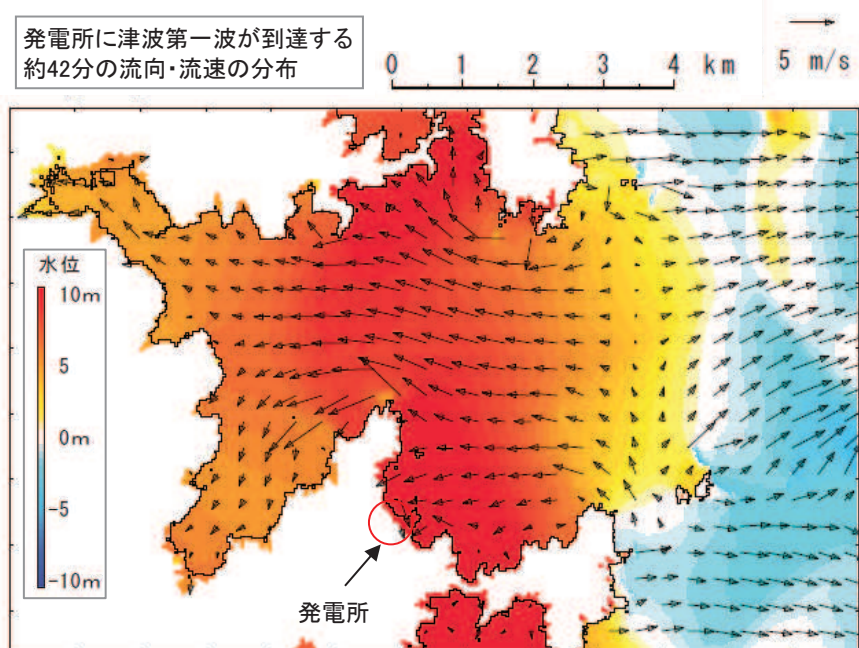 発電所に津波第一波が到達する
約42分の流向・流速の分布
0 1 2 3 4 km
5 m/s
水位
10m
5
0m
-5
-10m
発電所